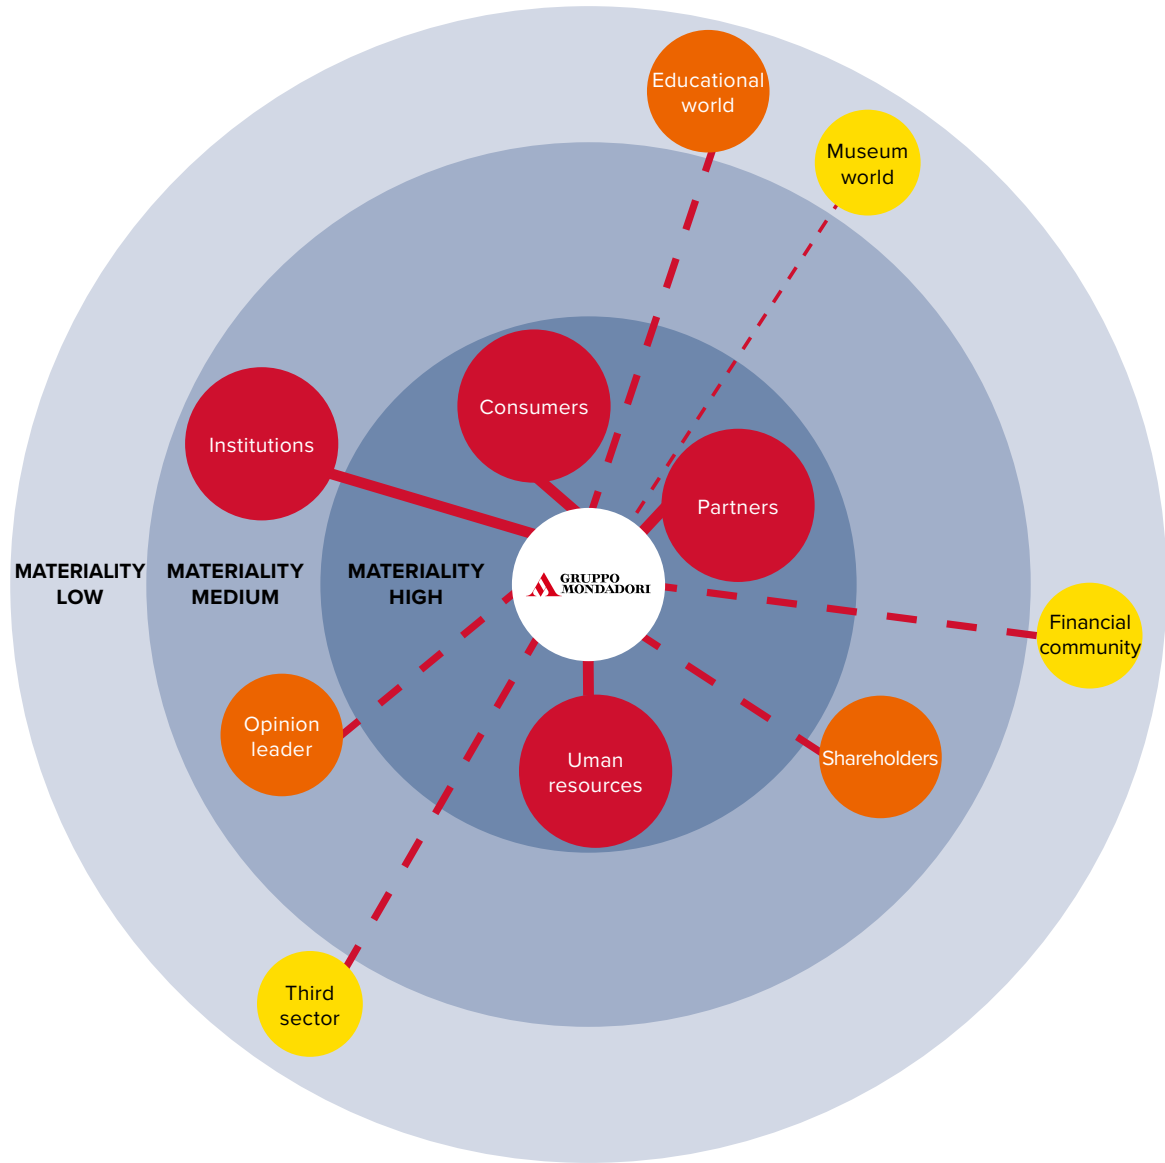 Educational
world
Museum
world
Consumers
Institutions
Partners
MATERIALITY
LOW
MATERIALITY
MEDIUM
MATERIALITY
HIGH
GRUPPO
MONDADORI
Financial
community
Opinion
leader
Uman
resources
Shareholders
Third
sector